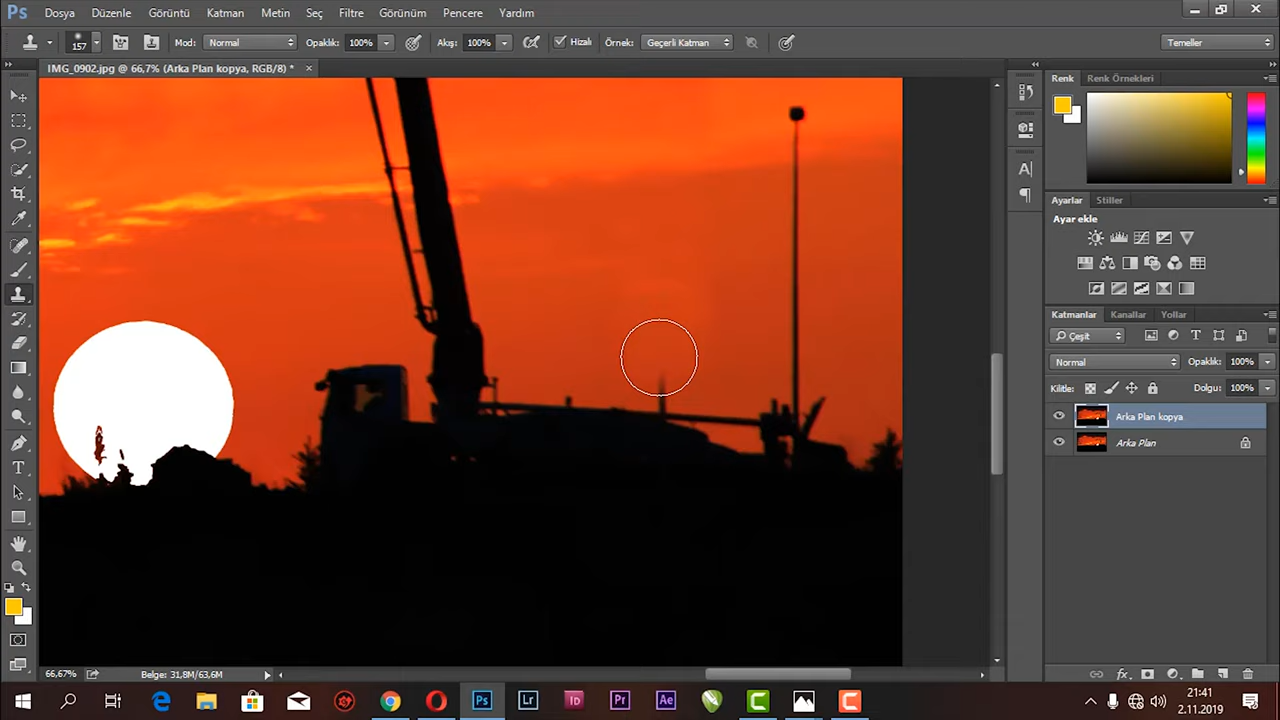 Ps Dosya Düzenle Görüntü Katman Metin Seç Filtre Görünüm Pencere Yardım
157 Mod: Normal Opaklık: 100% Akış: 100% Hizalı Örnek: Geçerli Katman Temeller
IMG_0902.jpg @ 66,7% (Arka Plan kopya, RGB/8) *
Renk Renk Örnekleri
Ayarlar Stiller
Ayar ekle
Katmanlar Kanallar Yollar
Çeşit
Normal Opaklık: 100%
Kilitle: Dolgu: 100%
Arka Plan kopya
Arka Plan
66,67% Belge: 31,8M/63,6M
21:41
2.11.2019